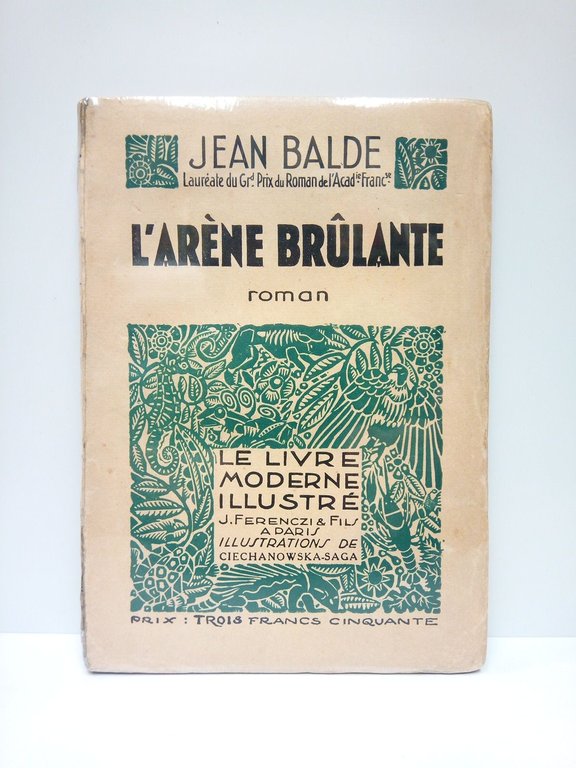 JEAN BALDE
Lauréate du Grd. Prix du Roman de l'Acadie Francse.
L'ARÈNE BRÛLANTE
roman
LE LIVRE
MODERNE
ILLUSTRÉ
J. FERENCZI & FILS
A PARIS
ILLUSTRATIONS DE
CIECHANOWSKA-SAGA
PRIX : TROIS FRANCS CINQUANTE